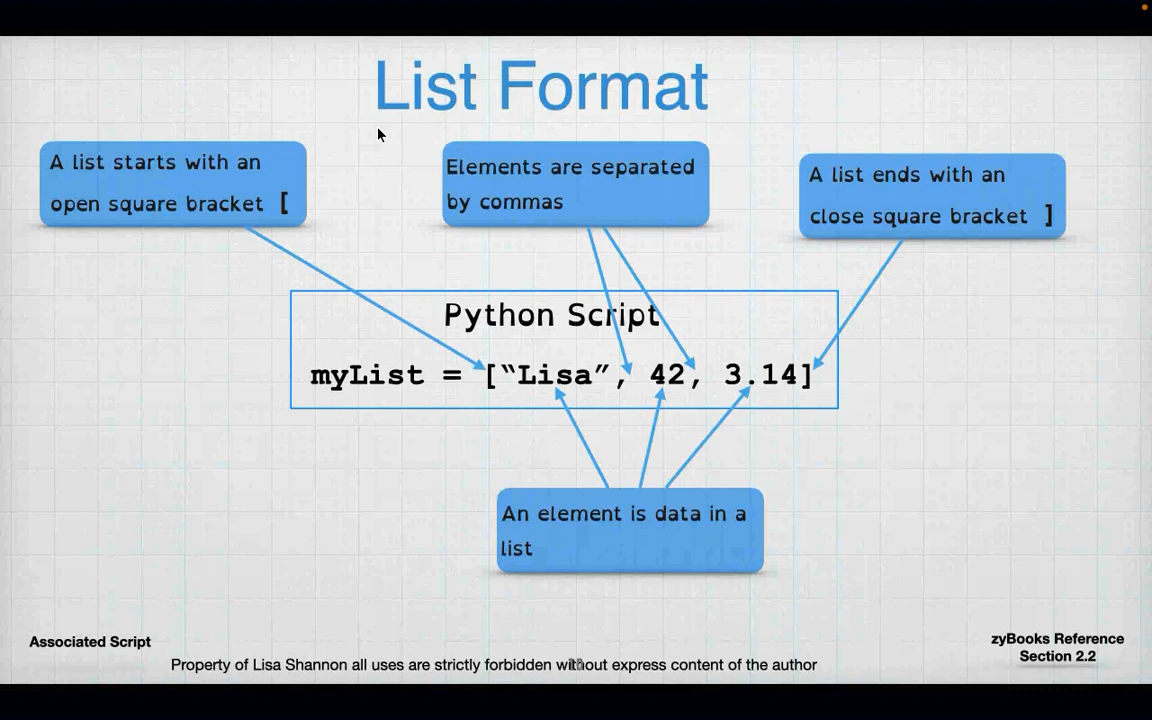 List Format
A list starts with an
open square bracket [
Elements are separated
by commas
A list ends with an
close square bracket ]
Python Script
myList = [“Lisa”, 42, 3.14]
An element is data in a
list
Associated Script
zyBooks Reference
Section 2.2
Property of Lisa Shannon all uses are strictly forbidden without express content of the author